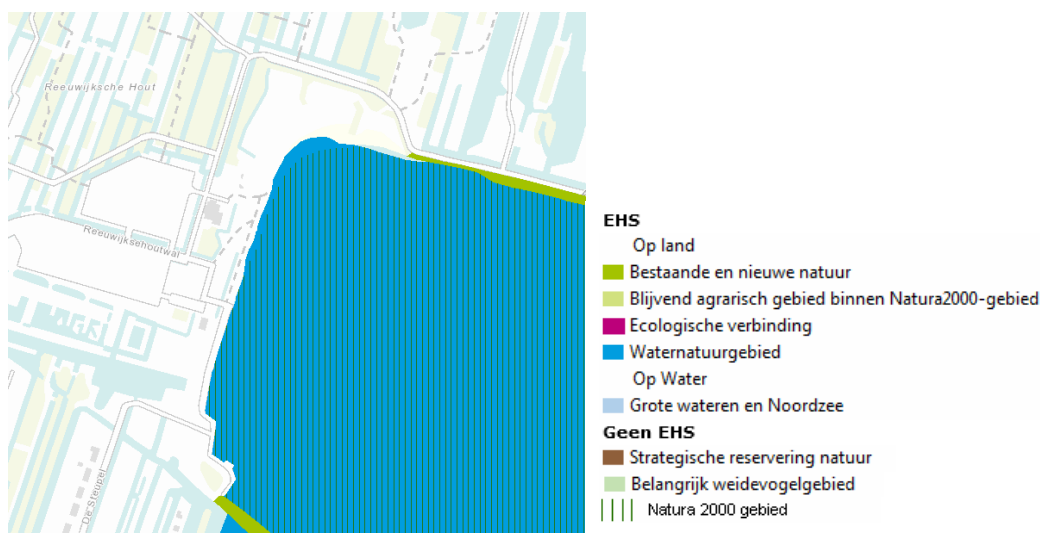 Reeuwijksche Hout
Reeuwijksehoutwal
De Steupel
EHS
Op land
Bestaande en nieuwe natuur
Blijvend agrarisch gebied binnen Natura2000-gebied
Ecologische verbinding
Waternatuurgebied
Op Water
Grote wateren en Noordzee
Geen EHS
Strategische reservering natuur
Belangrijk weidevogelgebied
Natura 2000 gebied